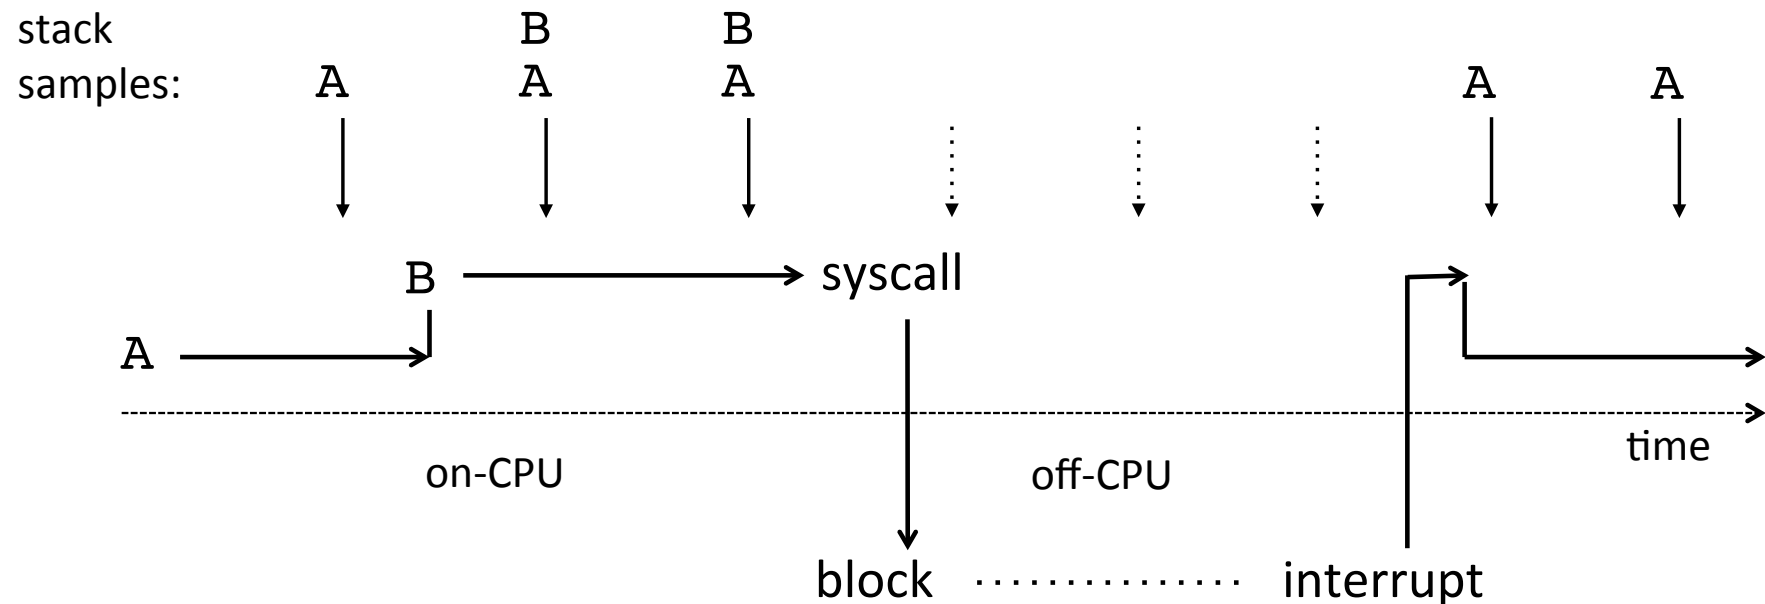 stack B B
samples: A A A A A
B syscall
A
time
on-CPU off-CPU
block interrupt